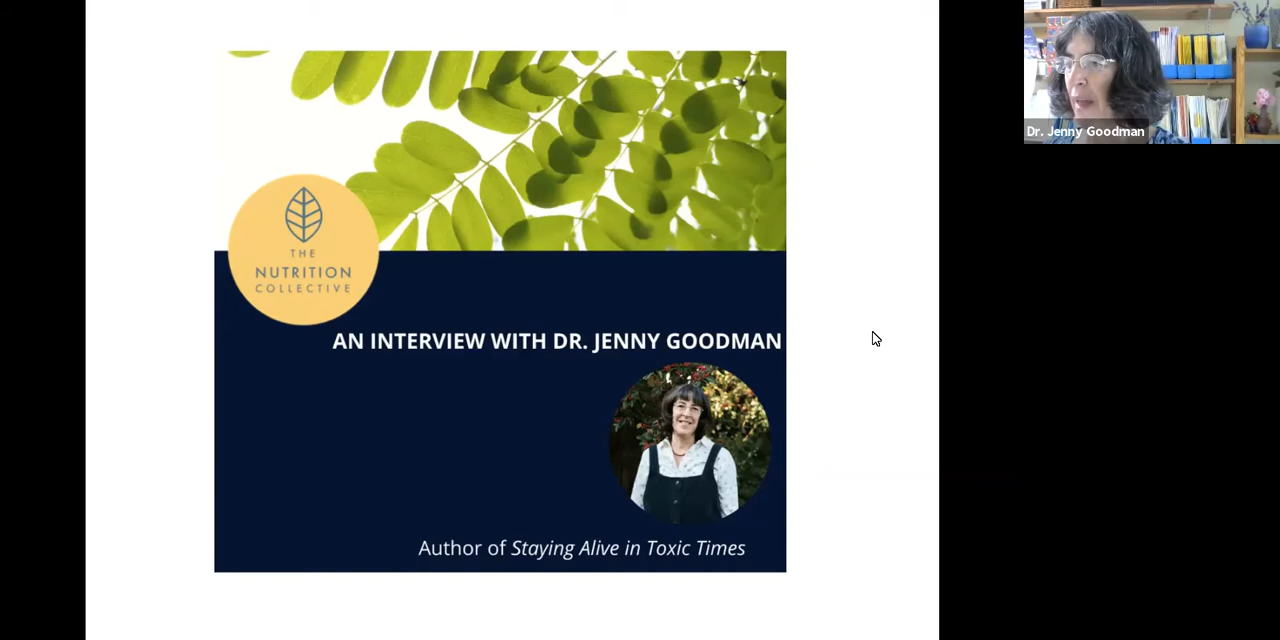 THE
NUTRITION
COLLECTIVE
AN INTERVIEW WITH DR. JENNY GOODMAN
Author of Staying Alive in Toxic Times
Dr. Jenny Goodman